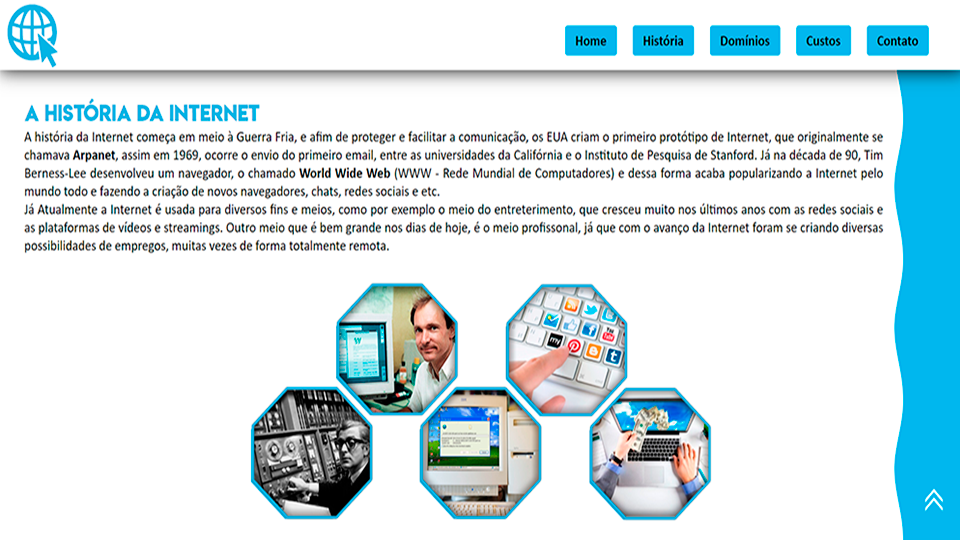 Home História Domínios Custos Contato
A HISTÓRIA DA INTERNET
A história da Internet começa em meio à Guerra Fria, e afim de proteger e facilitar a comunicação, os EUA criam o primeiro protótipo de Internet, que originalmente se
chamava Arpanet, assim em 1969, ocorre o envio do primeiro email, entre as universidades da Califórnia e o Instituto de Pesquisa de Stanford. Já na década de 90, Tim
Berness-Lee desenvolveu um navegador, o chamado World Wide Web (WWW - Rede Mundial de Computadores) e dessa forma acaba popularizando a Internet pelo
mundo todo e fazendo a criação de novos navegadores, chats, redes sociais e etc.
Já Atualmente a Internet é usada para diversos fins e meios, como por exemplo o meio do entreterimento, que cresceu muito nos últimos anos com as redes sociais e
as plataformas de vídeos e streamings. Outro meio que é bem grande nos dias de hoje, é o meio profissonal, já que com o avanço da Internet foram se criando diversas
possibilidades de empregos, muitas vezes de forma totalmente remota.